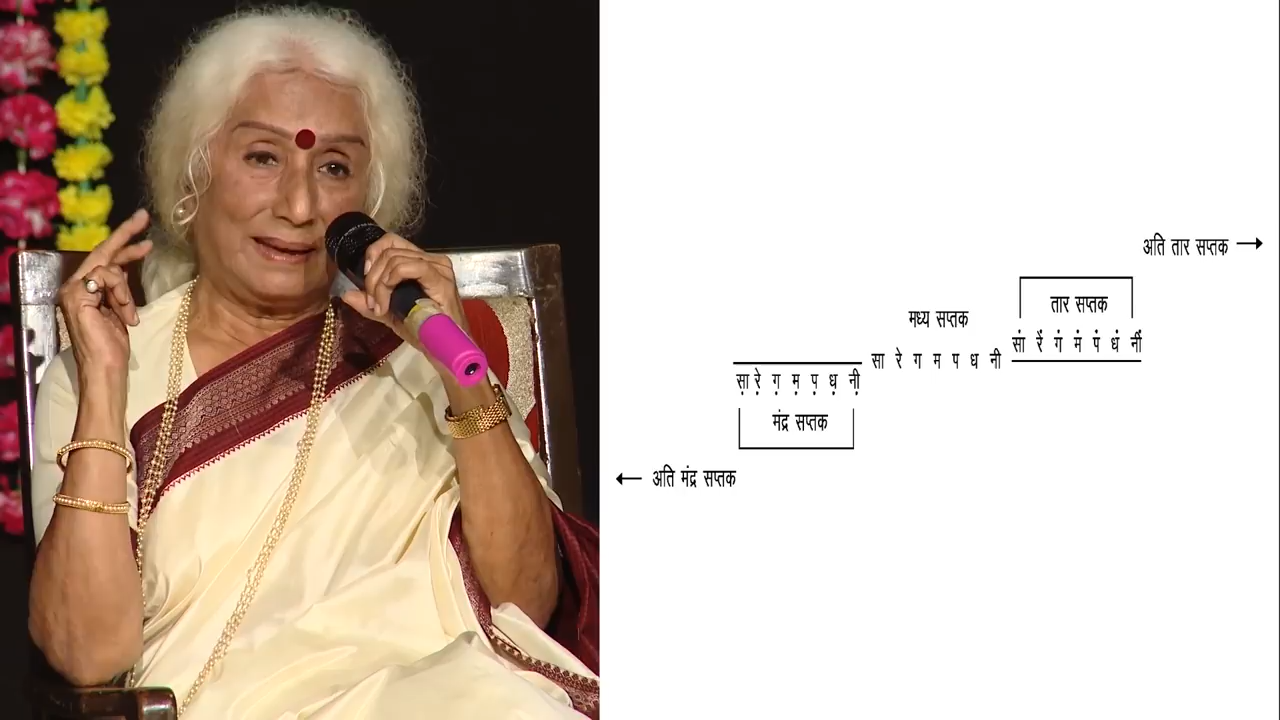 अति तार सप्तक
तार सप्तक
मध्य सप्तक
सां रें गं मं पं धं नीं
सा रे ग म प ध नी
सा़ रे़ ग़ म़ प़ ध़ नी़
मंद्र सप्तक
अति मंद्र सप्तक